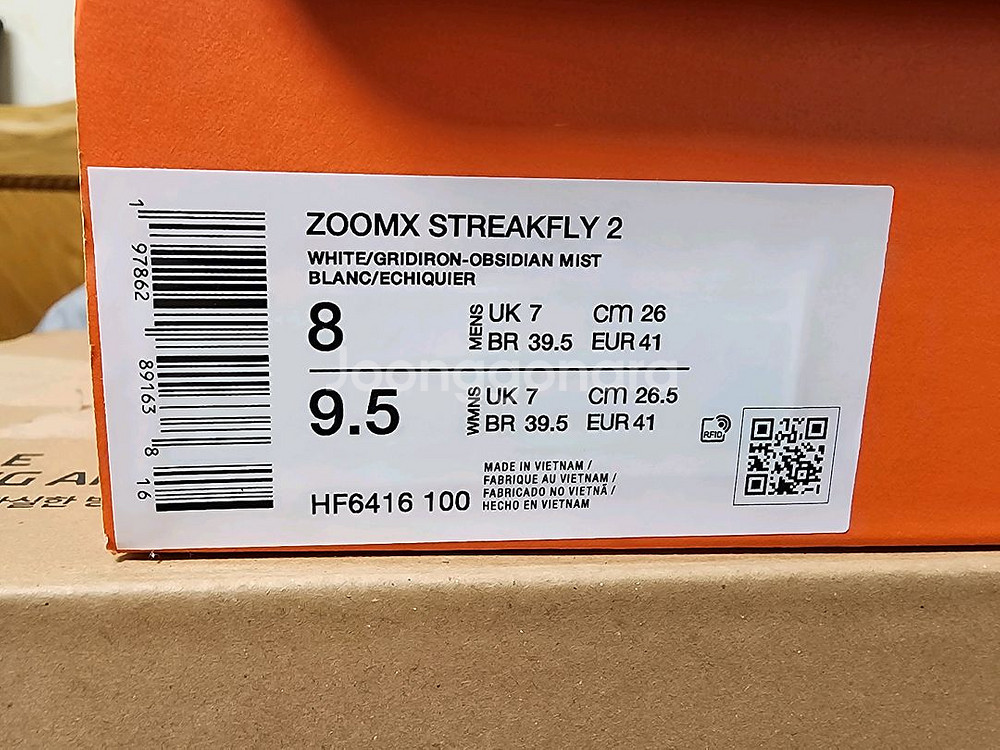 ZOOMX STREAKFLY 2
WHITE/GRIDIRON-OBSIDIAN MIST
BLANC/ECHIQUIER
8
MENS
UK 7 cm 26
BR 39.5 EUR 41
9.5
WMNS
UK 7 cm 26.5
BR 39.5 EUR 41
RFID
HF6416 100
MADE IN VIETNAM /
FABRIQUE AU VIETNAM /
FABRICADO NO VIETNÃ /
HECHO EN VIETNAM
1 97862 89163 8 16
Joonggonara